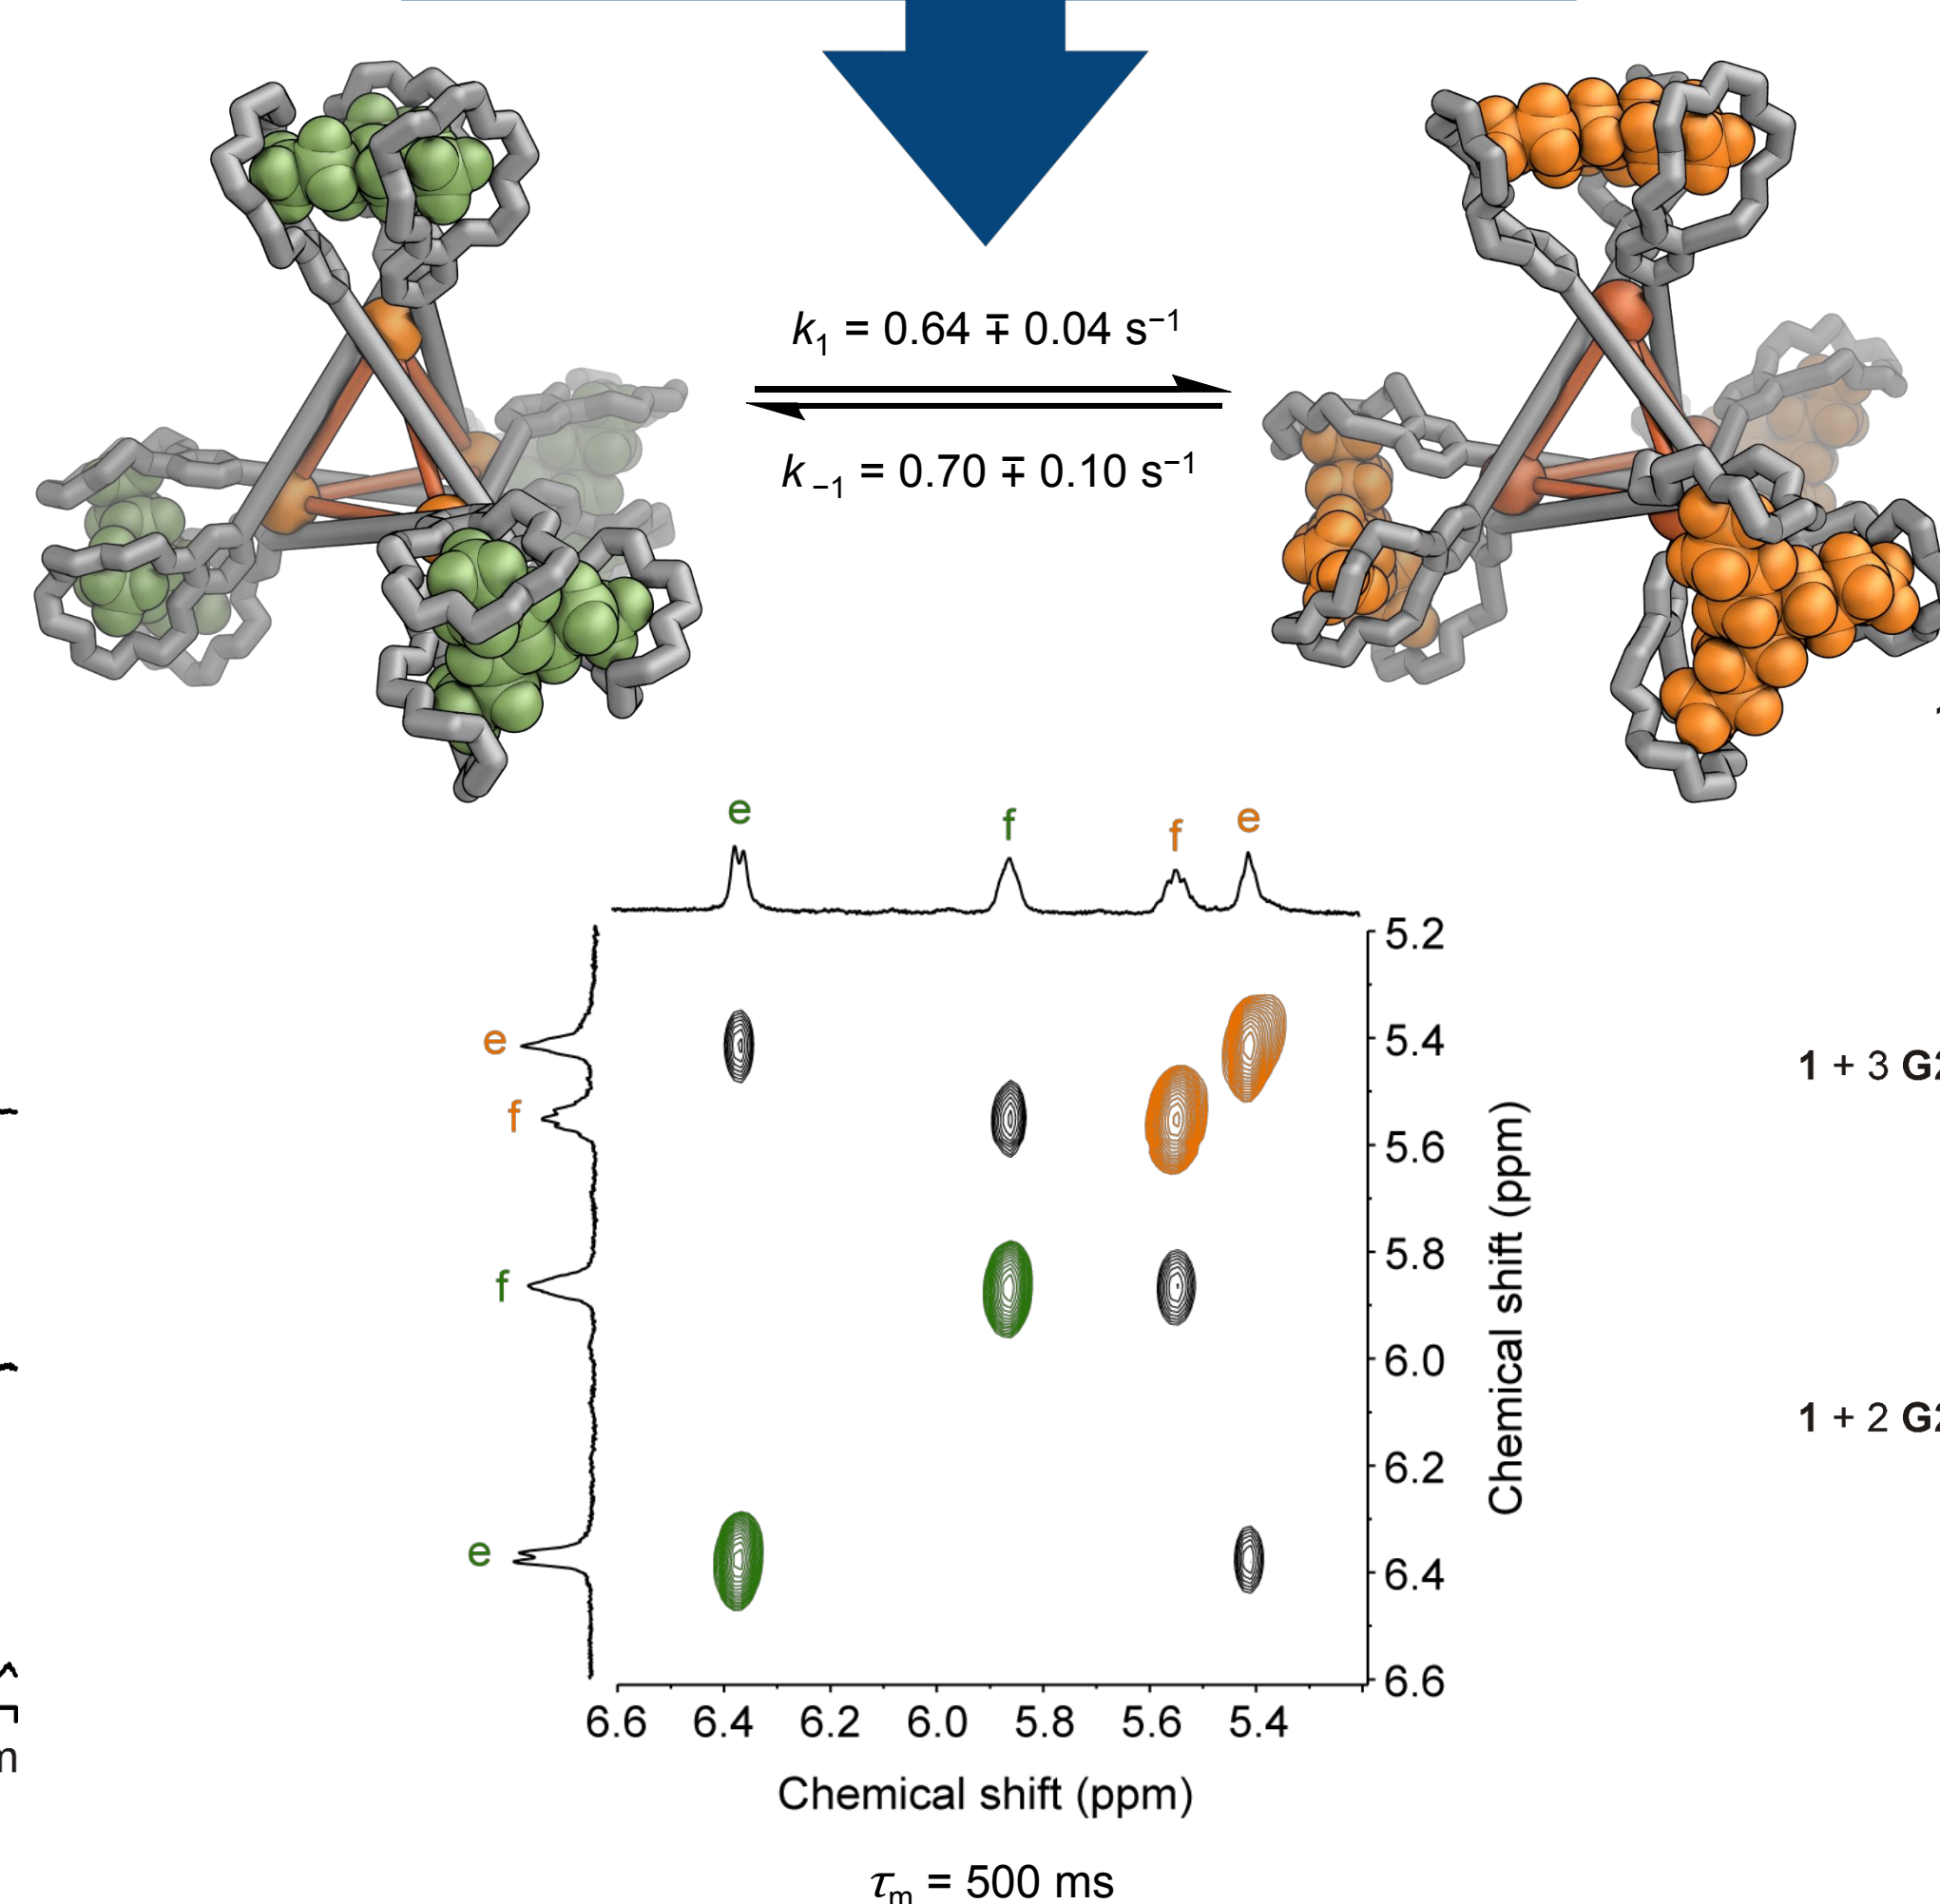 k1 = 0.64 ∓ 0.04 s−1
k−1 = 0.70 ∓ 0.10 s−1
e
f
f
e
5.2
e
5.4
f
5.6
f
5.8
6.0
6.2
e
6.4
6.6
Chemical shift (ppm)
6.6 6.4 6.2 6.0 5.8 5.6 5.4
Chemical shift (ppm)
τm = 500 ms
1 + 3 G2
1 + 2 G2
m